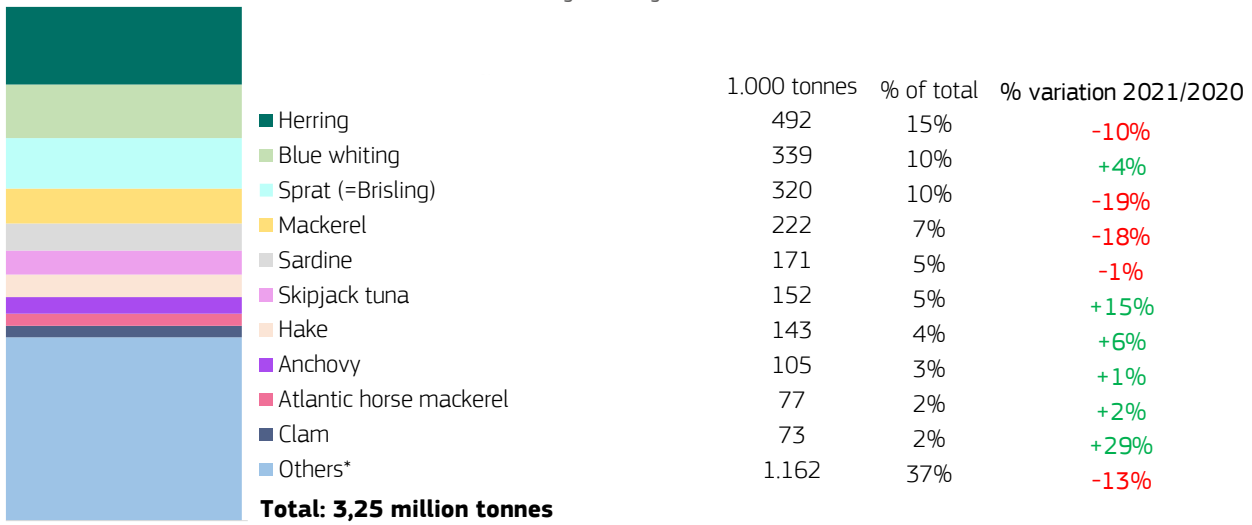 1.000 tonnes % of total % variation 2021/2020
Herring 492 15% -10%
Blue whiting 339 10% +4%
Sprat (=Brisling) 320 10% -19%
Mackerel 222 7% -18%
Sardine 171 5% -1%
Skipjack tuna 152 5% +15%
Hake 143 4% +6%
Anchovy 105 3% +1%
Atlantic horse mackerel 77 2% +2%
Clam 73 2% +29%
Others* 1.162 37% -13%
Total: 3,25 million tonnes